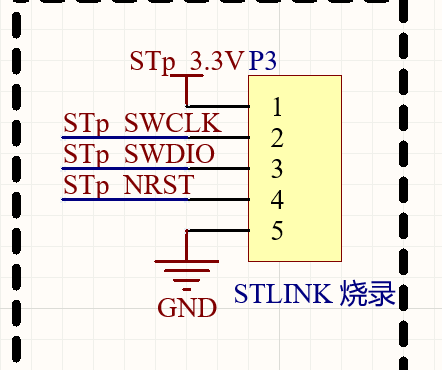 STp_3.3V P3
1
STp_SWCLK 2
STp_SWDIO 3
STp_NRST 4
5
GND
STLINK 烧录